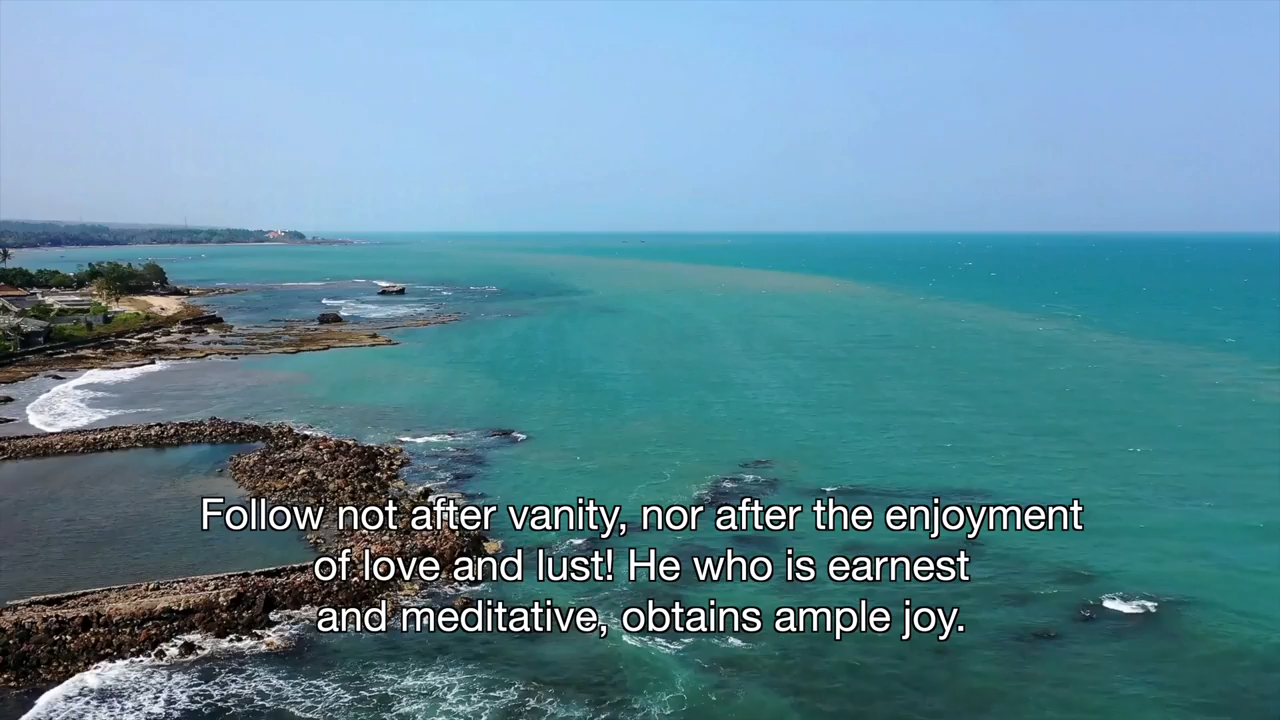 Follow not after vanity, nor after the enjoyment
of love and lust! He who is earnest
and meditative, obtains ample joy.